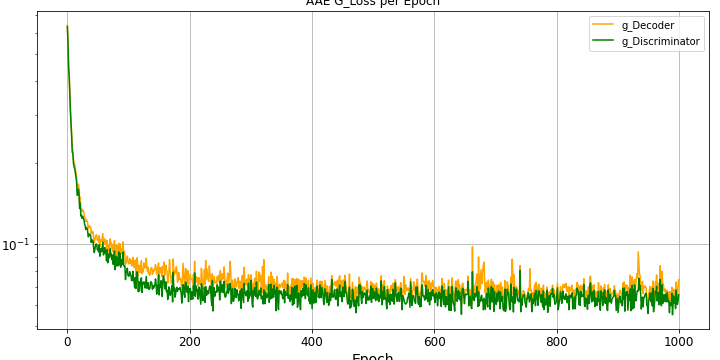 AAE G_Loss per Epoch
g_Decoder
g_Discriminator
10⁻¹
0 200 400 600 800 1000
Epoch